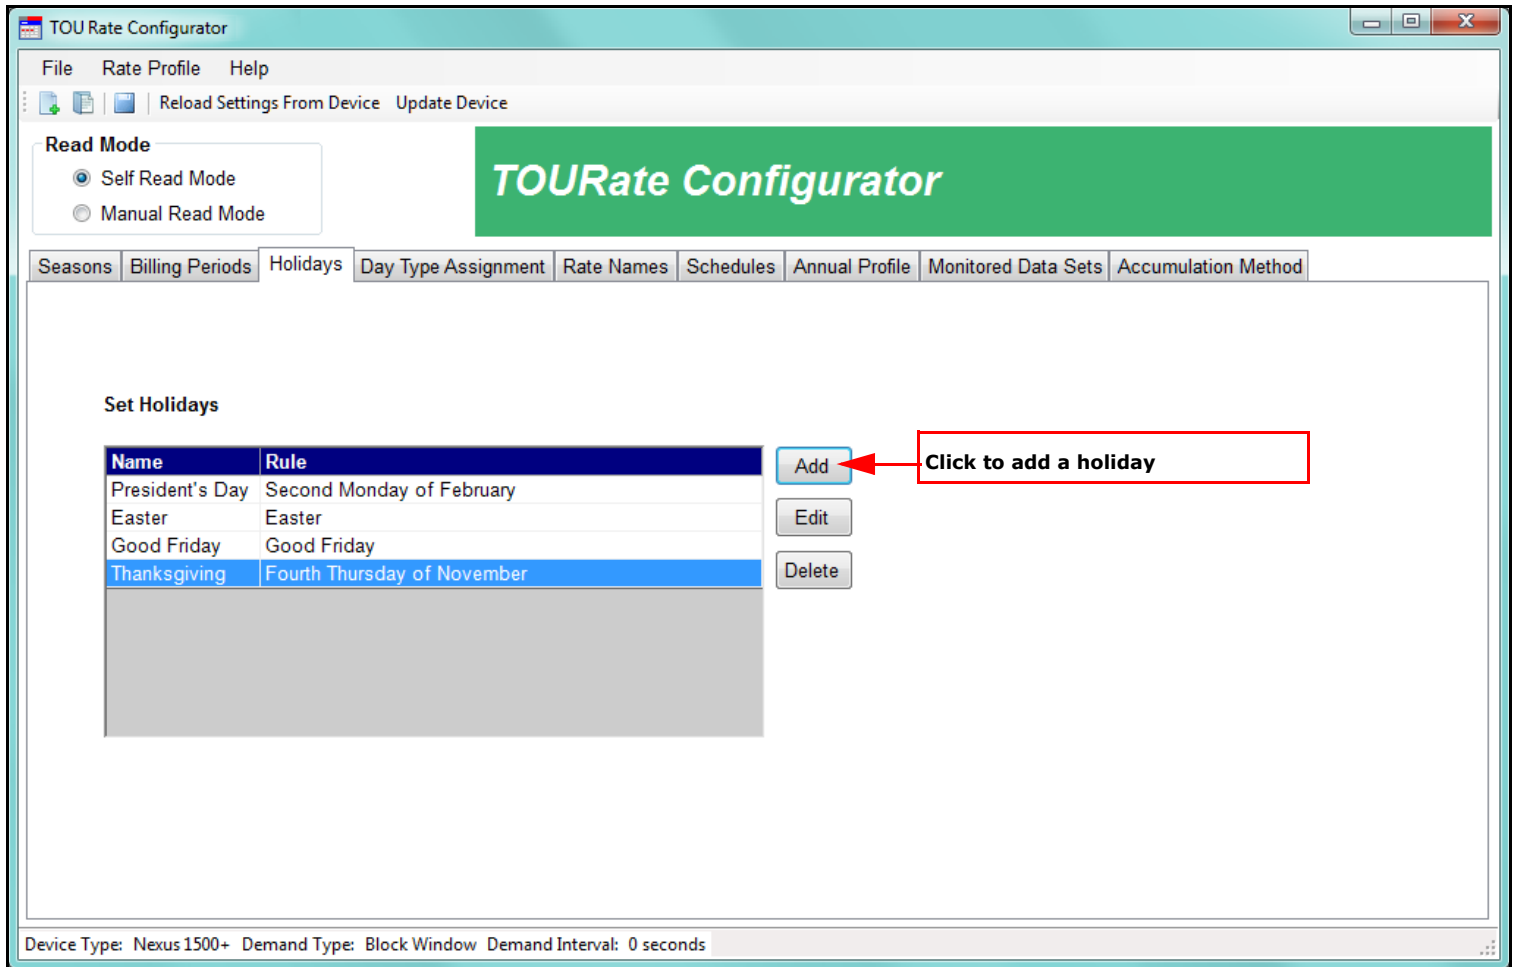 TOU Rate Configurator
File Rate Profile Help
Reload Settings From Device Update Device
Read Mode
Self Read Mode
Manual Read Mode
TOURate Configurator
Seasons Billing Periods Holidays Day Type Assignment Rate Names Schedules Annual Profile Monitored Data Sets Accumulation Method
Set Holidays
Name Rule
President's Day Second Monday of February
Easter Easter
Good Friday Good Friday
Thanksgiving Fourth Thursday of November
Add
Edit
Delete
Click to add a holiday
Device Type: Nexus 1500+ Demand Type: Block Window Demand Interval: 0 seconds